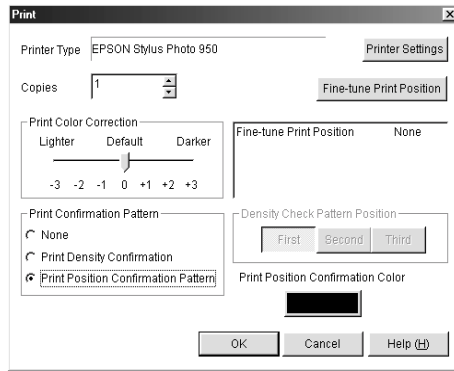 Print
Printer Type EPSON Stylus Photo 950 Printer Settings
Copies 1 Fine-tune Print Position
Print Color Correction
Lighter Default Darker
-3 -2 -1 0 +1 +2 +3
Fine-tune Print Position None
Print Confirmation Pattern
None
Print Density Confirmation
Print Position Confirmation Pattern
Density Check Pattern Position
First Second Third
Print Position Confirmation Color
OK Cancel Help (H)